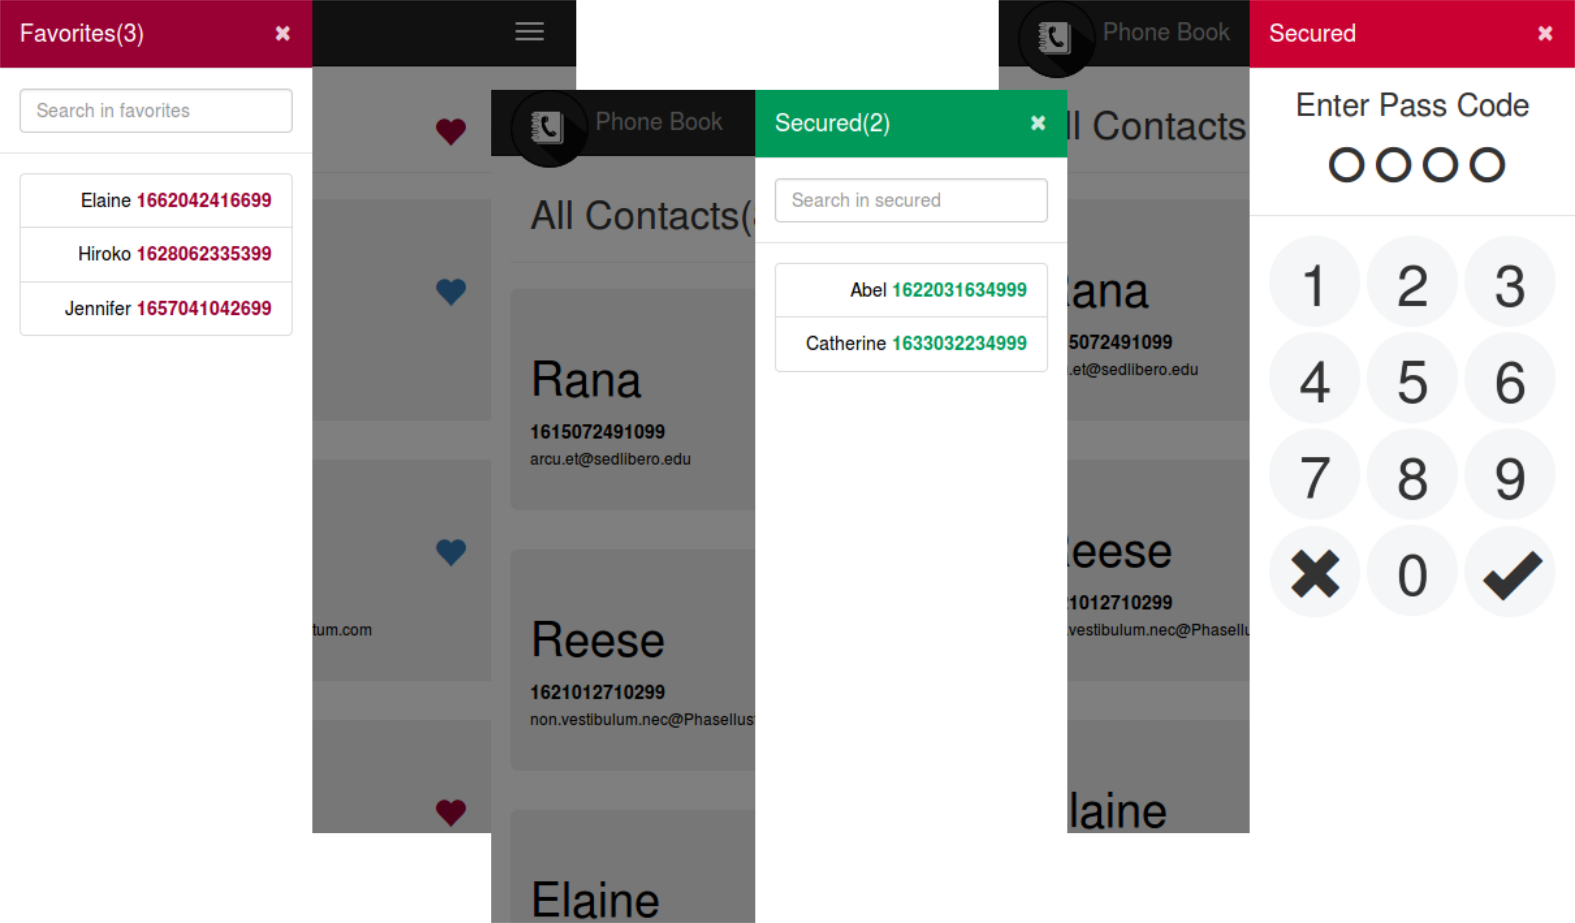 Favorites(3)
Search in favorites
Elaine 1662042416699
Hiroko 1628062335399
Jennifer 1657041042699
tum.com
Phone Book
All Contacts(
Rana
1615072491099
arcu.et@sedlibero.edu
Reese
1621012710299
non.vestibulum.nec@Phasellus
Elaine
Secured(2)
Search in secured
Abel 1622031634999
Catherine 1633032234999
Phone Book
ll Contacts
ana
5072491099
.et@sedlibero.edu
eese
1012710299
vestibulum.nec@Phasellu
laine
Secured
Enter Pass Code
1 2 3
4 5 6
7 8 9
0